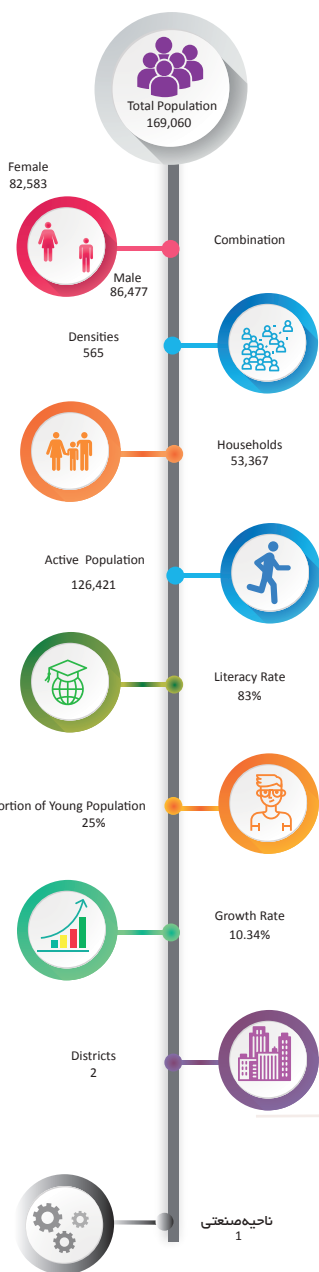 Total Population
169,060
Female
82,583
Combination
Male
86,477
Densities
565
Households
53,367
Active Population
126,421
Literacy Rate
83%
ortion of Young Population
25%
Growth Rate
10.34%
Districts
2
ناحیه‌صنعتی
1